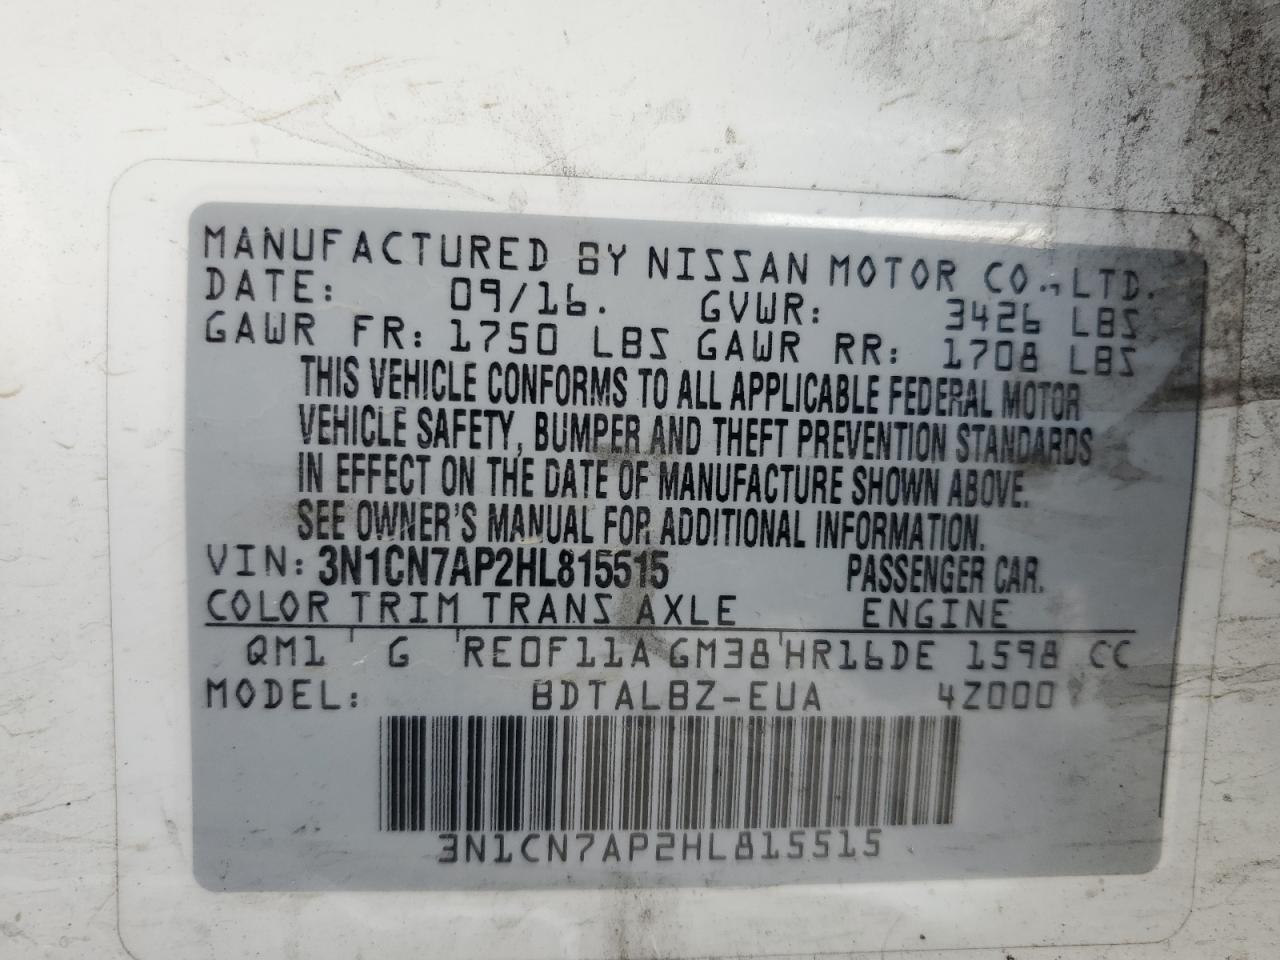 MANUFACTURED BY NISSAN MOTOR CO., LTD.
DATE: 09/16. GVWR: 3426 LBS
GAWR FR: 1750 LBS GAWR RR: 1708 LBS
THIS VEHICLE CONFORMS TO ALL APPLICABLE FEDERAL MOTOR
VEHICLE SAFETY, BUMPER AND THEFT PREVENTION STANDARDS
IN EFFECT ON THE DATE OF MANUFACTURE SHOWN ABOVE.
SEE OWNER'S MANUAL FOR ADDITIONAL INFORMATION.
VIN: 3N1CN7AP2HL815515 PASSENGER CAR.
COLOR TRIM TRANS AXLE ENGINE
QM1 G RE0F11A GM38 HR16DE 1598 CC
MODEL: BDTALBZ-EUA 4Z000
3N1CN7AP2HL815515